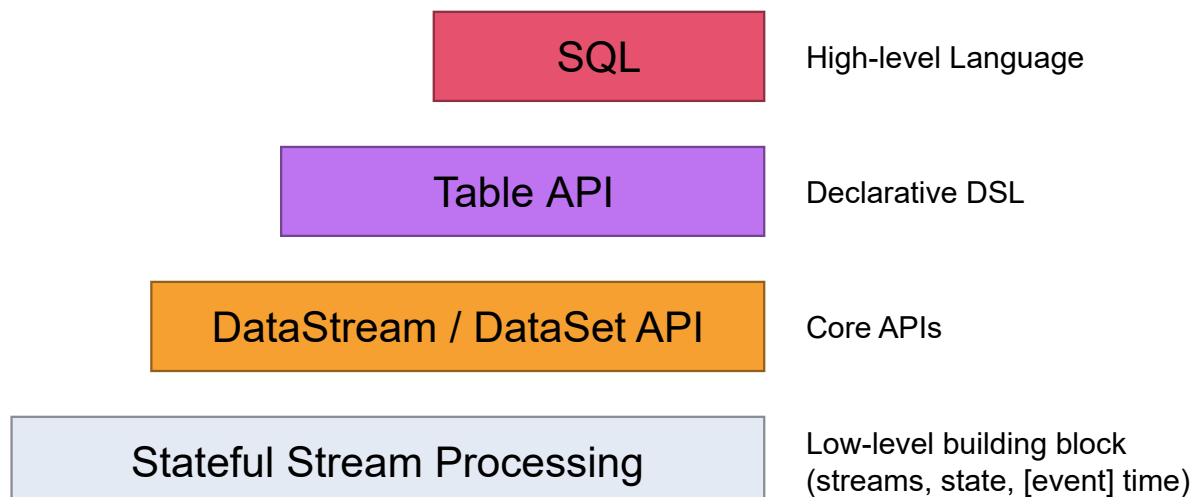 SQL
High-level Language
Table API
Declarative DSL
DataStream / DataSet API
Core APIs
Stateful Stream Processing
Low-level building block
(streams, state, [event] time)